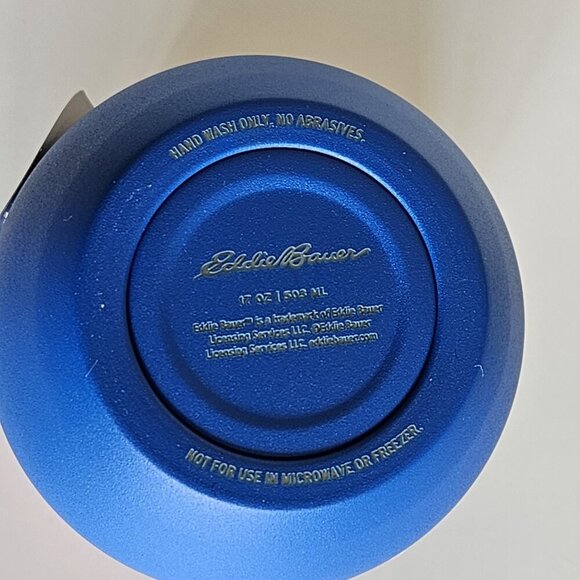 HAND WASH ONLY. NO ABRASIVES.
Eddie Bauer
17 OZ | 503 ML
Eddie Bauer™ is a trademark of Eddie Bauer
Licensing Services LLC. ©Eddie Bauer
Licensing Services LLC. eddiebauer.com
NOT FOR USE IN MICROWAVE OR FREEZER.